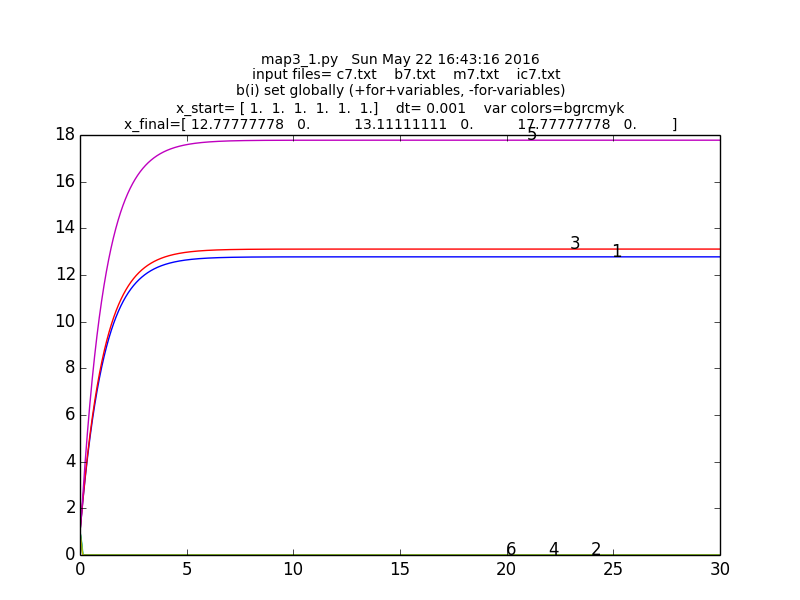 map3_1.py   Sun May 22 16:43:16 2016
input files= c7.txt    b7.txt    m7.txt    ic7.txt
b(i) set globally (+for+variables, -for-variables)
x_start= [ 1.  1.  1.  1.  1.  1.]    dt= 0.001    var colors=bgrcmyk
x_final=[ 12.77777778   0.          13.11111111   0.          17.77777778   0.        ]
18
5
16
14
3
1
12
10
8
6
4
2
0
6 4 2
0 5 10 15 20 25 30